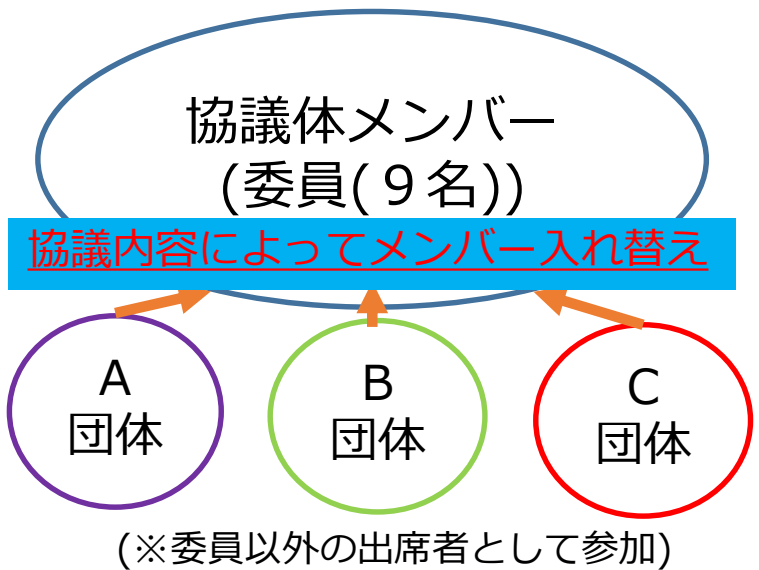 協議体メンバー
(委員(９名))
協議内容によってメンバー入れ替え
A
団体
B
団体
C
団体
(※委員以外の出席者として参加)